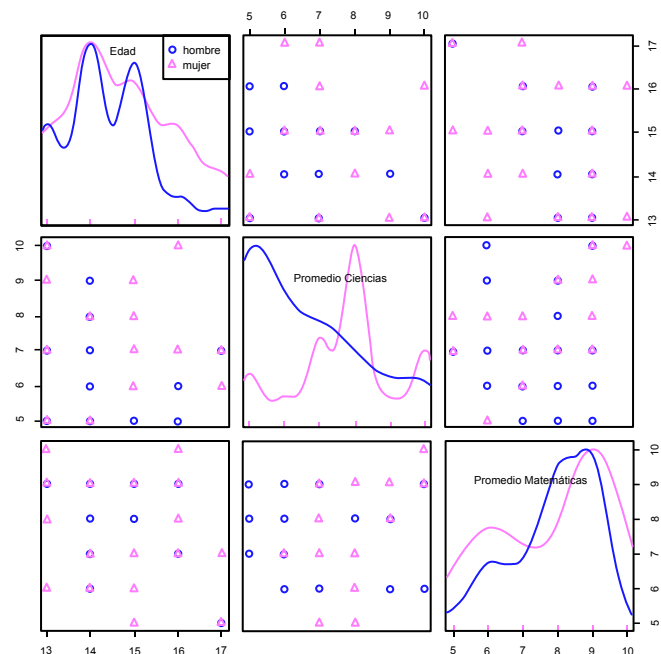 5 6 7 8 9 10
Edad
hombre
mujer
13 14 15 16 17
5 6 7 8 9 10
Promedio Ciencias
Promedio Matemáticas
5 6 7 8 9 10
13 14 15 16 17
5 6 7 8 9 10